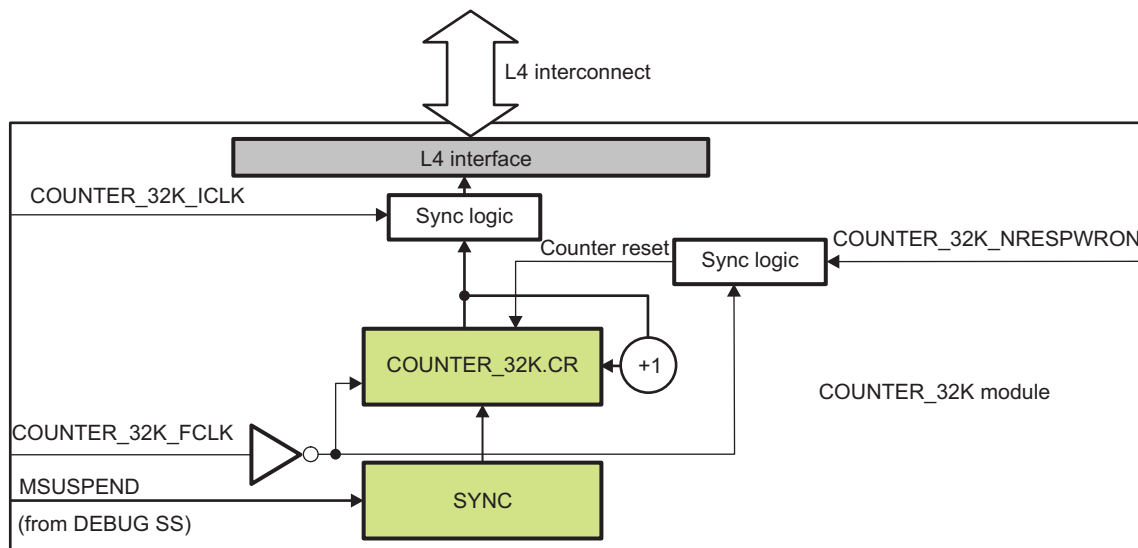 L4 interconnect
L4 interface
COUNTER_32K_ICLK
Sync logic
COUNTER_32K_NRESPWRON
Counter reset
Sync logic
COUNTER_32K.CR
+1
COUNTER_32K module
COUNTER_32K_FCLK
MSUSPEND
SYNC
(from DEBUG SS)